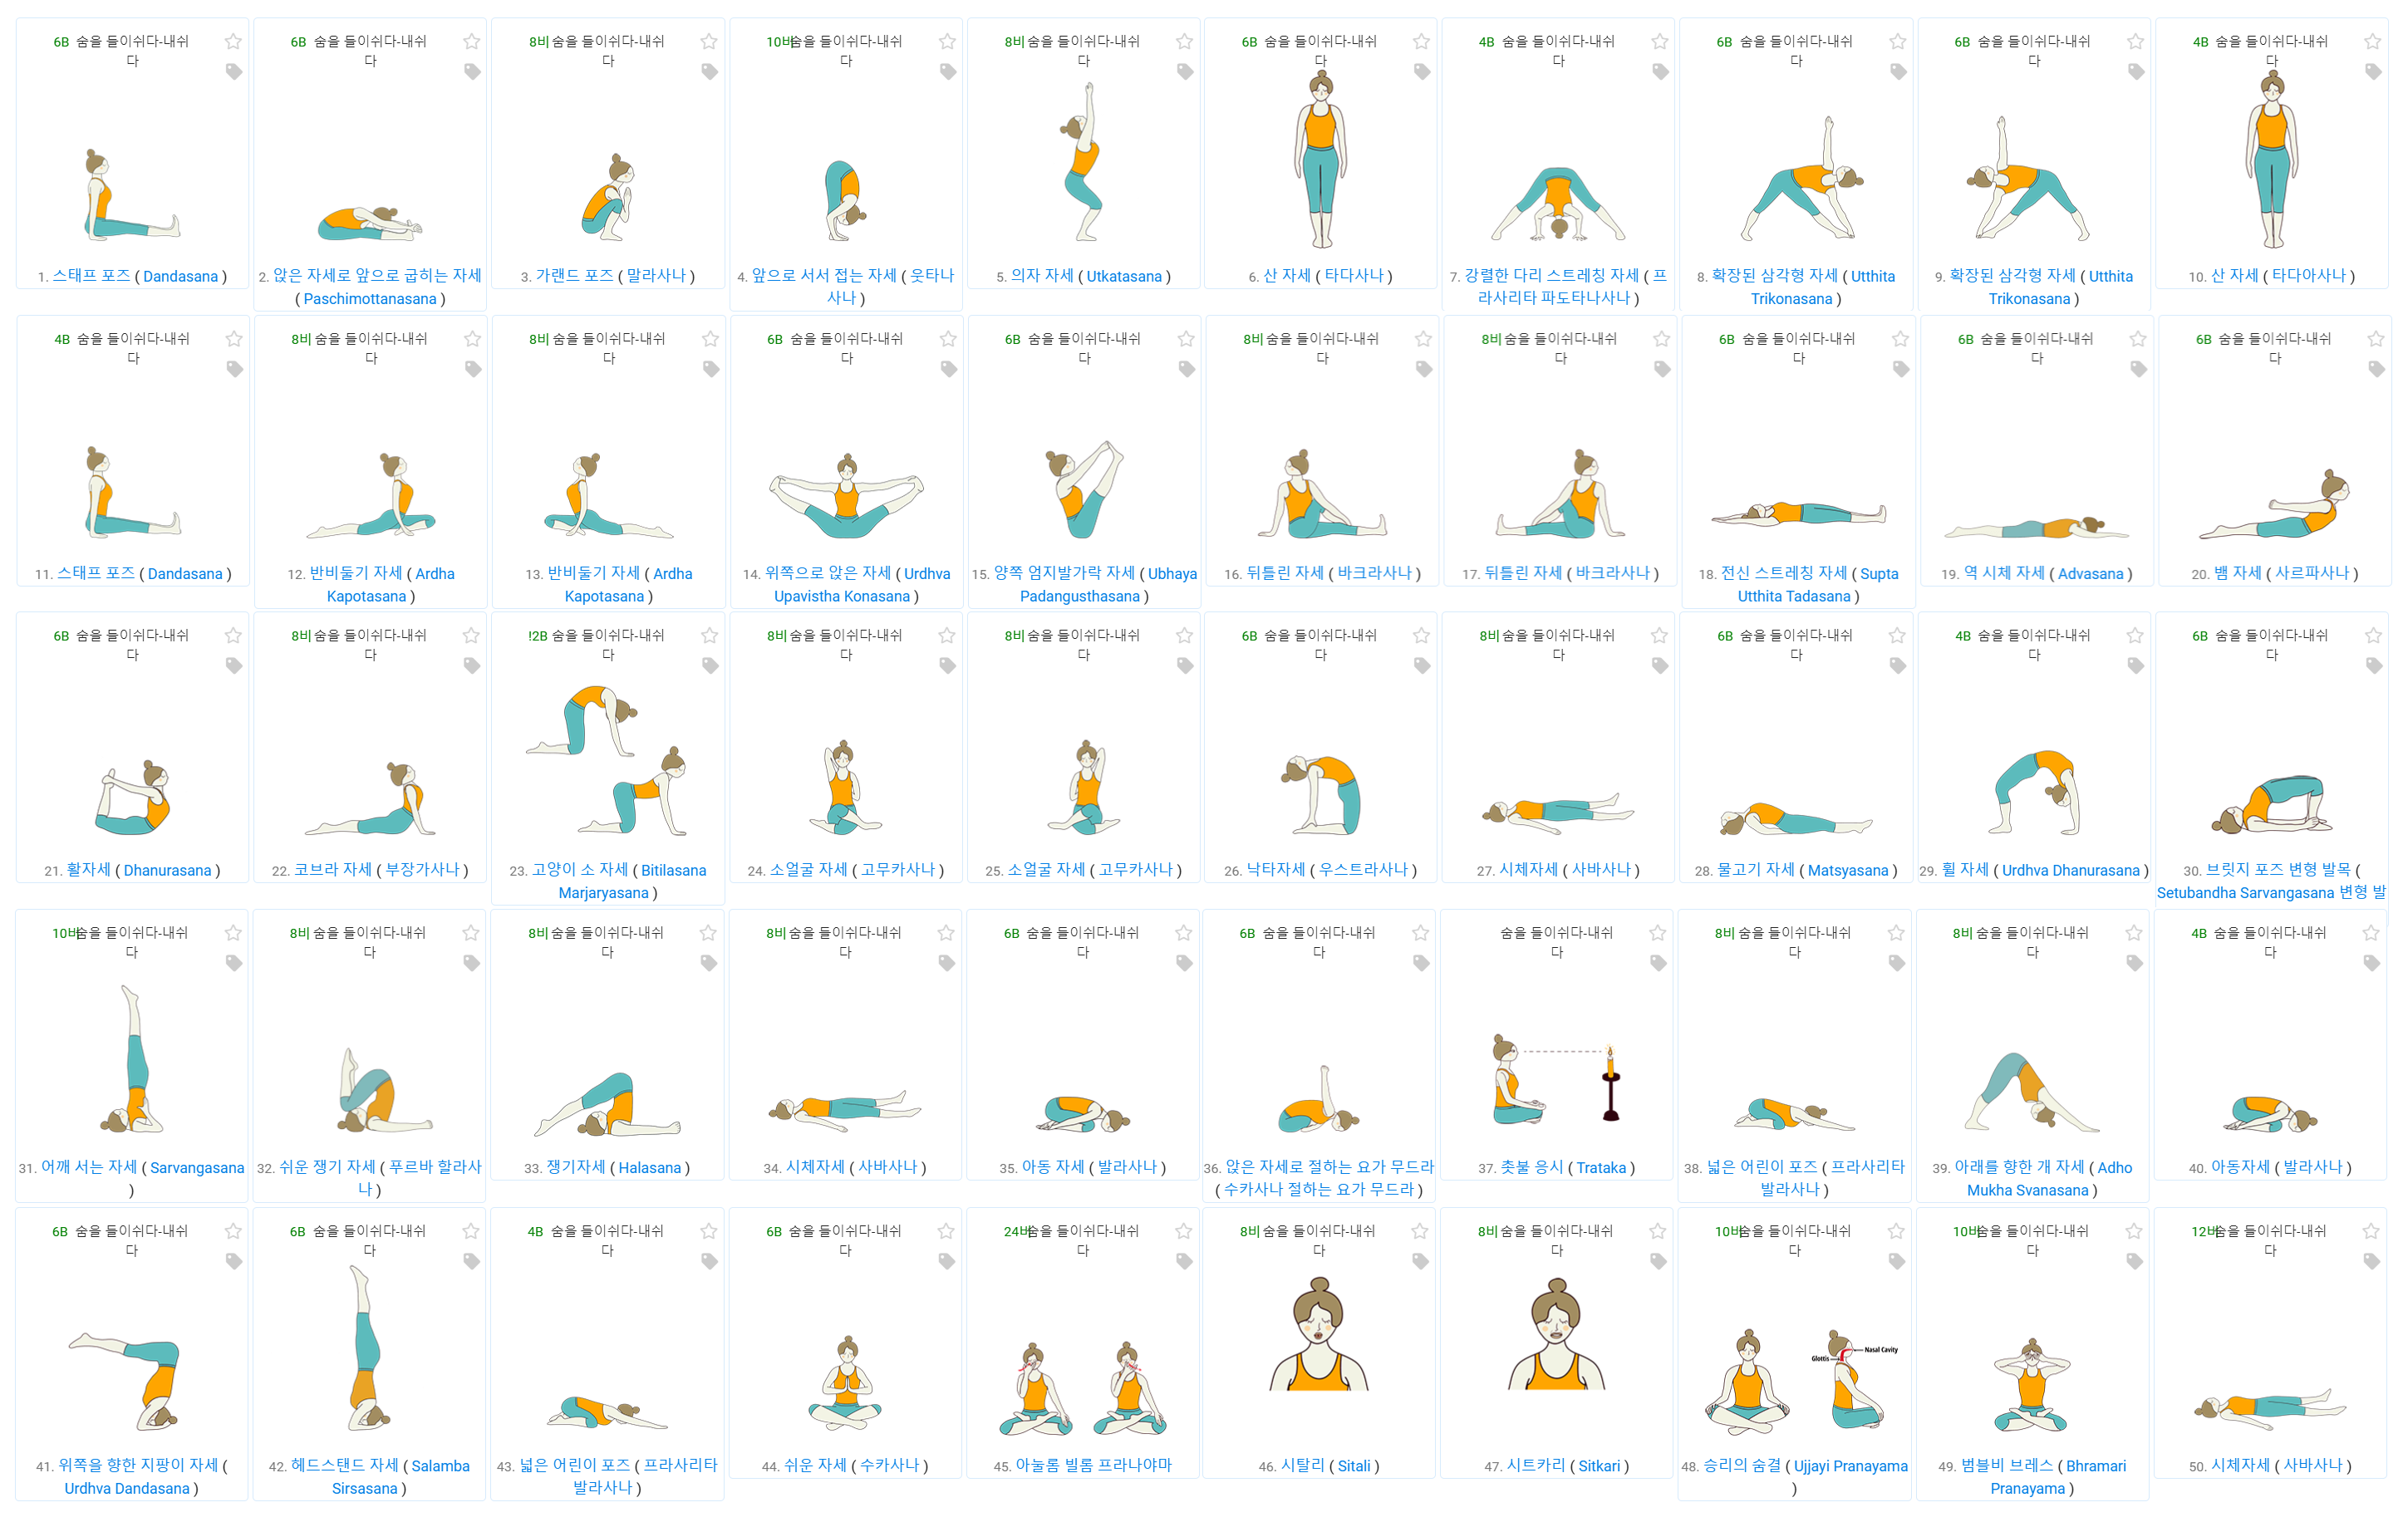 6B 숨을 들이쉬다-내쉬
다
1. 스태프 포즈 ( Dandasana )
6B 숨을 들이쉬다-내쉬
다
2. 앉은 자세로 앞으로 굽히는 자세
( Paschimottanasana )
8비 숨을 들이쉬다-내쉬
다
3. 가랜드 포즈 ( 말라사나 )
10비 숨을 들이쉬다-내쉬
다
4. 앞으로 서서 접는 자세 ( 웃타나
사나 )
8비 숨을 들이쉬다-내쉬
다
5. 의자 자세 ( Utkatasana )
6B 숨을 들이쉬다-내쉬
다
6. 산 자세 ( 타다사나 )
4B 숨을 들이쉬다-내쉬
다
7. 강렬한 다리 스트레칭 자세 ( 프
라사리타 파도타나사나 )
6B 숨을 들이쉬다-내쉬
다
8. 확장된 삼각형 자세 ( Utthita
Trikonasana )
6B 숨을 들이쉬다-내쉬
다
9. 확장된 삼각형 자세 ( Utthita
Trikonasana )
4B 숨을 들이쉬다-내쉬
다
10. 산 자세 ( 타다아사나 )
4B 숨을 들이쉬다-내쉬
다
11. 스태프 포즈 ( Dandasana )
8비 숨을 들이쉬다-내쉬
다
12. 반비둘기 자세 ( Ardha
Kapotasana )
8비 숨을 들이쉬다-내쉬
다
13. 반비둘기 자세 ( Ardha
Kapotasana )
6B 숨을 들이쉬다-내쉬
다
14. 위쪽으로 앉은 자세 ( Urdhva
Upavistha Konasana )
6B 숨을 들이쉬다-내쉬
다
15. 양쪽 엄지발가락 자세 ( Ubhaya
Padangusthasana )
8비 숨을 들이쉬다-내쉬
다
16. 뒤틀린 자세 ( 바크라사나 )
8비 숨을 들이쉬다-내쉬
다
17. 뒤틀린 자세 ( 바크라사나 )
6B 숨을 들이쉬다-내쉬
다
18. 전신 스트레칭 자세 ( Supta
Utthita Tadasana )
6B 숨을 들이쉬다-내쉬
다
19. 역 시체 자세 ( Advasana )
6B 숨을 들이쉬다-내쉬
다
20. 뱀 자세 ( 사르파사나 )
6B 숨을 들이쉬다-내쉬
다
21. 활자세 ( Dhanurasana )
8비 숨을 들이쉬다-내쉬
다
22. 코브라 자세 ( 부장가사나 )
!2B 숨을 들이쉬다-내쉬
다
23. 고양이 소 자세 ( Bitilasana
Marjaryasana )
8비 숨을 들이쉬다-내쉬
다
24. 소얼굴 자세 ( 고무카사나 )
8비 숨을 들이쉬다-내쉬
다
25. 소얼굴 자세 ( 고무카사나 )
6B 숨을 들이쉬다-내쉬
다
26. 낙타자세 ( 우스트라사나 )
8비 숨을 들이쉬다-내쉬
다
27. 시체자세 ( 사바사나 )
6B 숨을 들이쉬다-내쉬
다
28. 물고기 자세 ( Matsyasana )
4B 숨을 들이쉬다-내쉬
다
29. 휠 자세 ( Urdhva Dhanurasana )
6B 숨을 들이쉬다-내쉬
다
30. 브릿지 포즈 변형 발목 (
Setubandha Sarvangasana 변형 발
10비 숨을 들이쉬다-내쉬
다
31. 어깨 서는 자세 ( Sarvangasana
)
8비 숨을 들이쉬다-내쉬
다
32. 쉬운 쟁기 자세 ( 푸르바 할라사
나 )
8비 숨을 들이쉬다-내쉬
다
33. 쟁기자세 ( Halasana )
8비 숨을 들이쉬다-내쉬
다
34. 시체자세 ( 사바사나 )
6B 숨을 들이쉬다-내쉬
다
35. 아동 자세 ( 발라사나 )
6B 숨을 들이쉬다-내쉬
다
36. 앉은 자세로 절하는 요가 무드라
( 수카사나 절하는 요가 무드라 )
숨을 들이쉬다-내쉬
다
37. 촛불 응시 ( Trataka )
8비 숨을 들이쉬다-내쉬
다
38. 넓은 어린이 포즈 ( 프라사리타
발라사나 )
8비 숨을 들이쉬다-내쉬
다
39. 아래를 향한 개 자세 ( Adho
Mukha Svanasana )
4B 숨을 들이쉬다-내쉬
다
40. 아동자세 ( 발라사나 )
6B 숨을 들이쉬다-내쉬
다
41. 위쪽을 향한 지팡이 자세 (
Urdhva Dandasana )
6B 숨을 들이쉬다-내쉬
다
42. 헤드스탠드 자세 ( Salamba
Sirsasana )
4B 숨을 들이쉬다-내쉬
다
43. 넓은 어린이 포즈 ( 프라사리타
발라사나 )
6B 숨을 들이쉬다-내쉬
다
44. 쉬운 자세 ( 수카사나 )
24비 숨을 들이쉬다-내쉬
다
45. 아눌롬 빌롬 프라나야마
8비 숨을 들이쉬다-내쉬
다
46. 시탈리 ( Sitali )
8비 숨을 들이쉬다-내쉬
다
47. 시트카리 ( Sitkari )
10비 숨을 들이쉬다-내쉬
다
Nasal Cavity
Glottis
48. 승리의 숨결 ( Ujjayi Pranayama
)
10비 숨을 들이쉬다-내쉬
다
49. 범블비 브레스 ( Bhramari
Pranayama )
12비 숨을 들이쉬다-내쉬
다
50. 시체자세 ( 사바사나 )